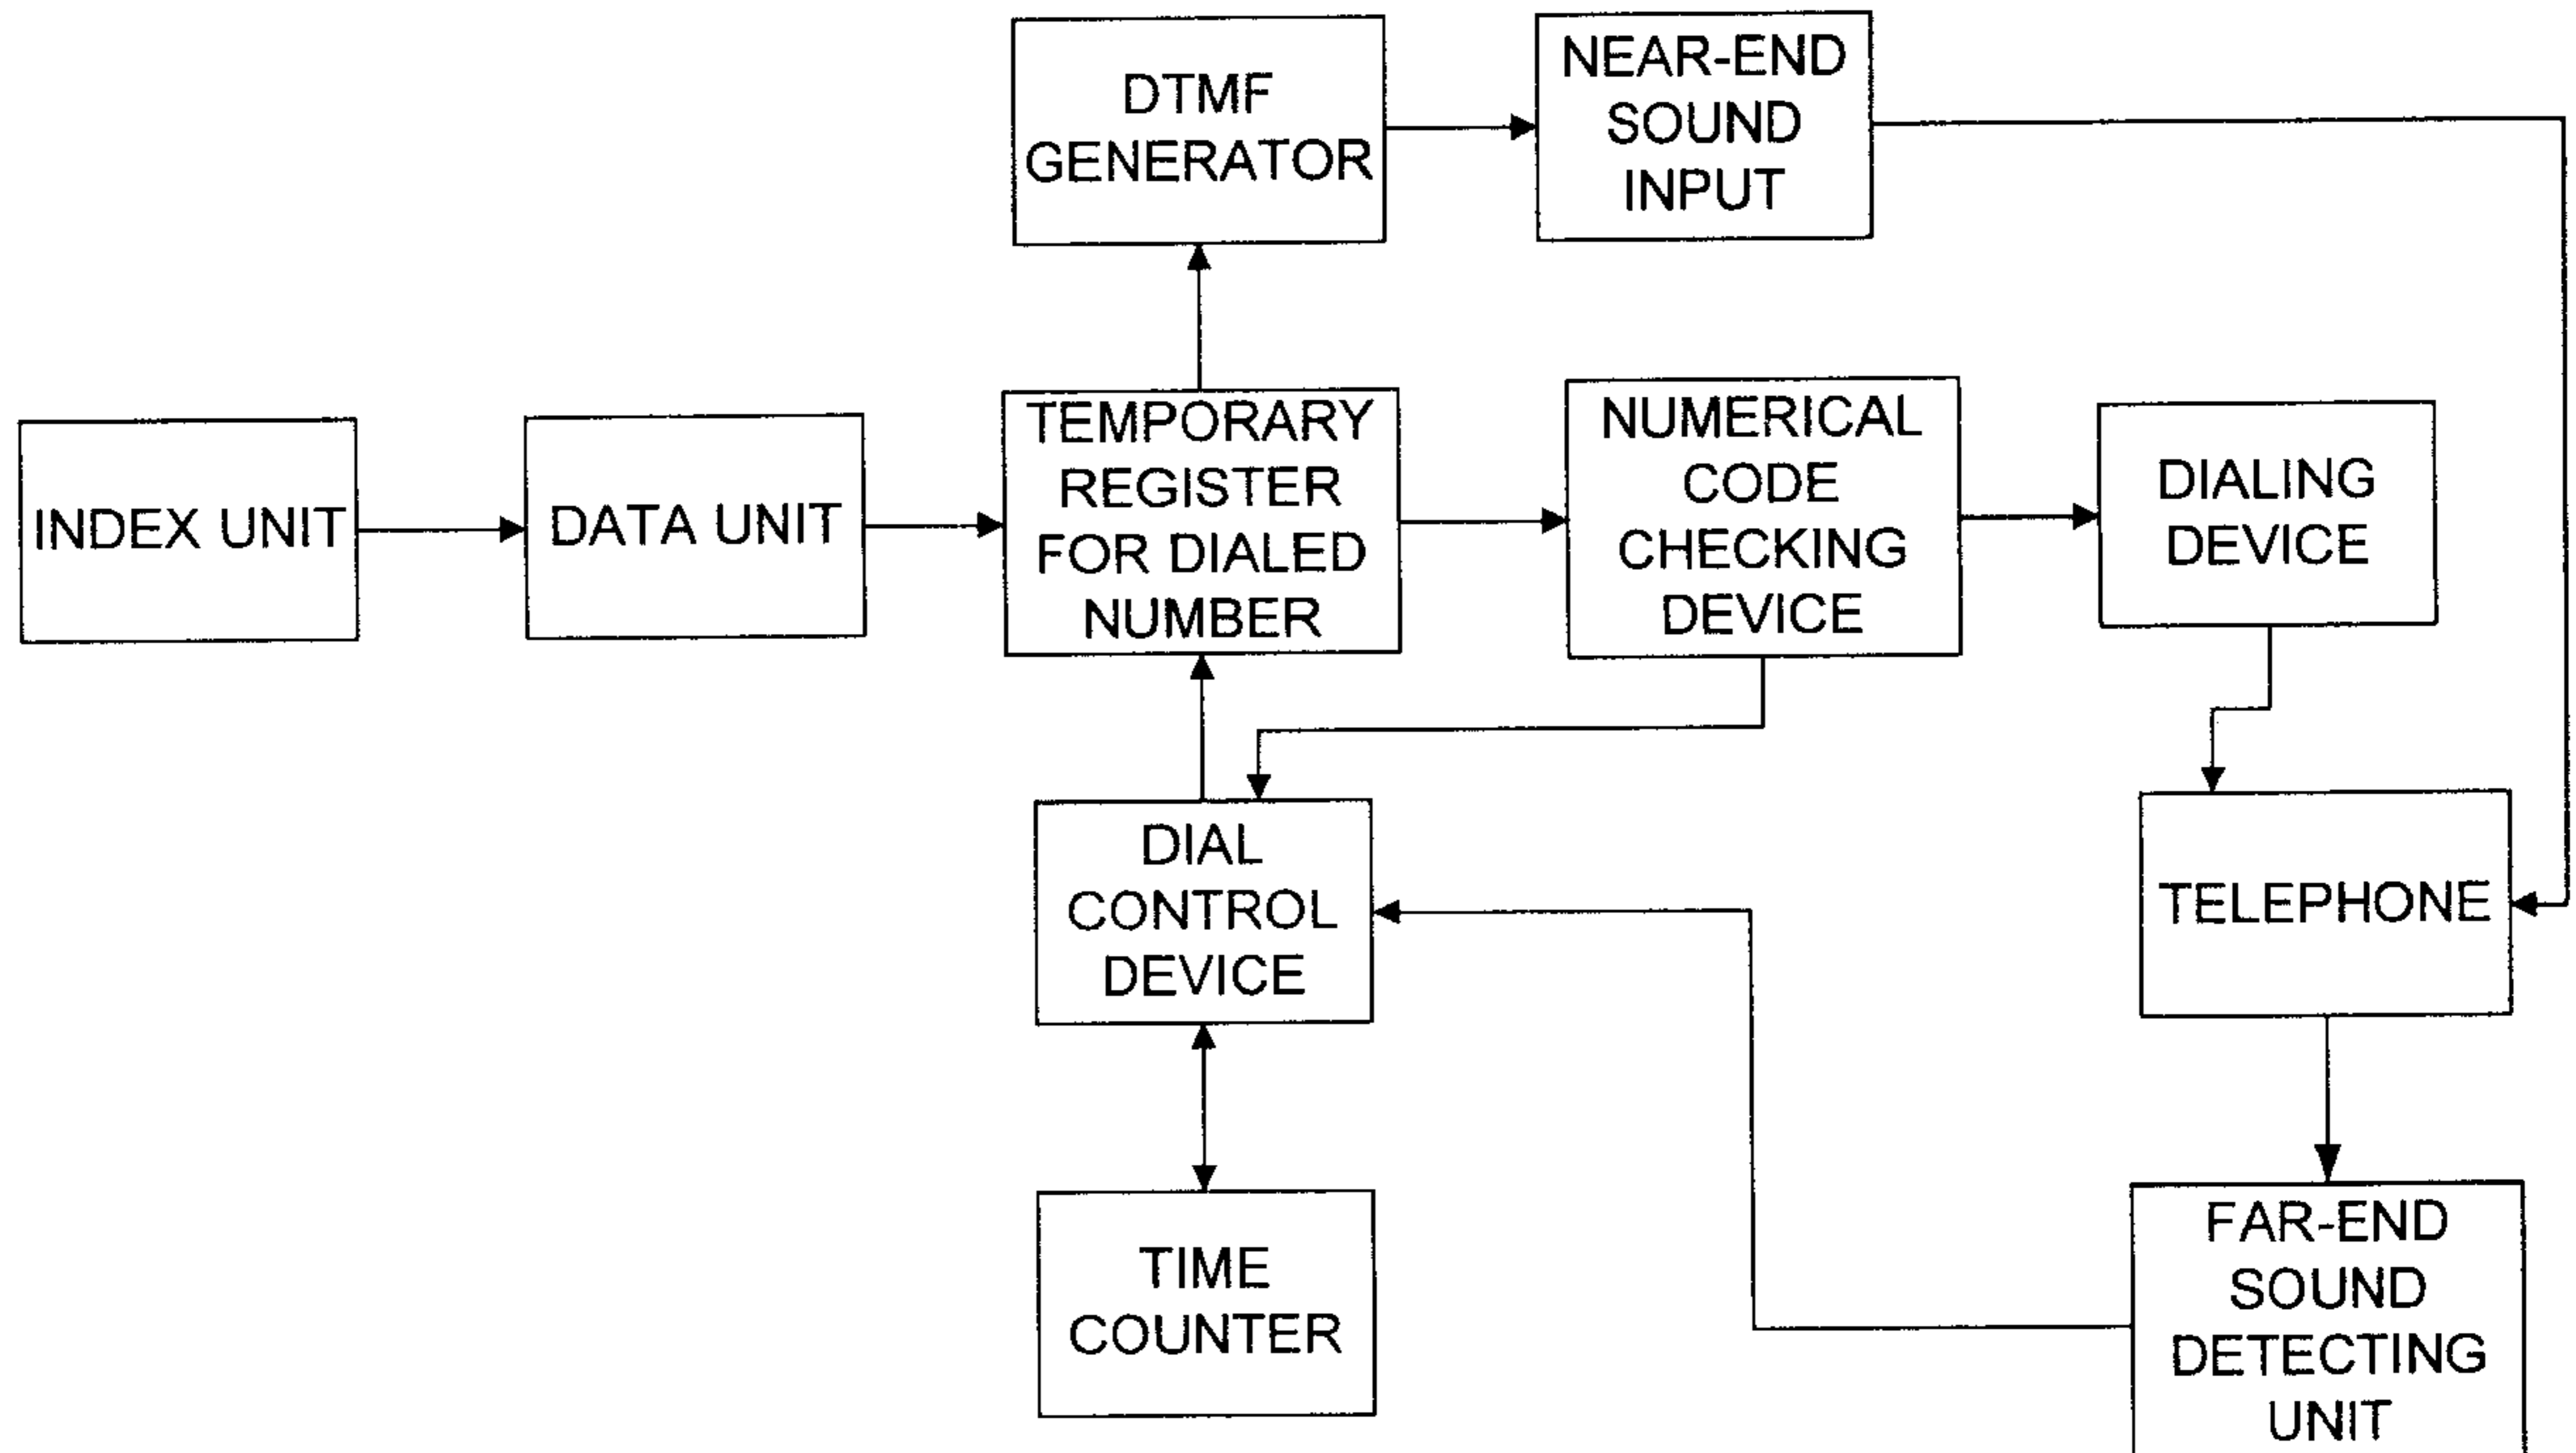 DTMF
GENERATOR
NEAR-END
SOUND
INPUT
INDEX UNIT
DATA UNIT
TEMPORARY
REGISTER
FOR DIALED
NUMBER
NUMERICAL
CODE
CHECKING
DEVICE
DIALING
DEVICE
DIAL
CONTROL
DEVICE
TELEPHONE
TIME
COUNTER
FAR-END
SOUND
DETECTING
UNIT